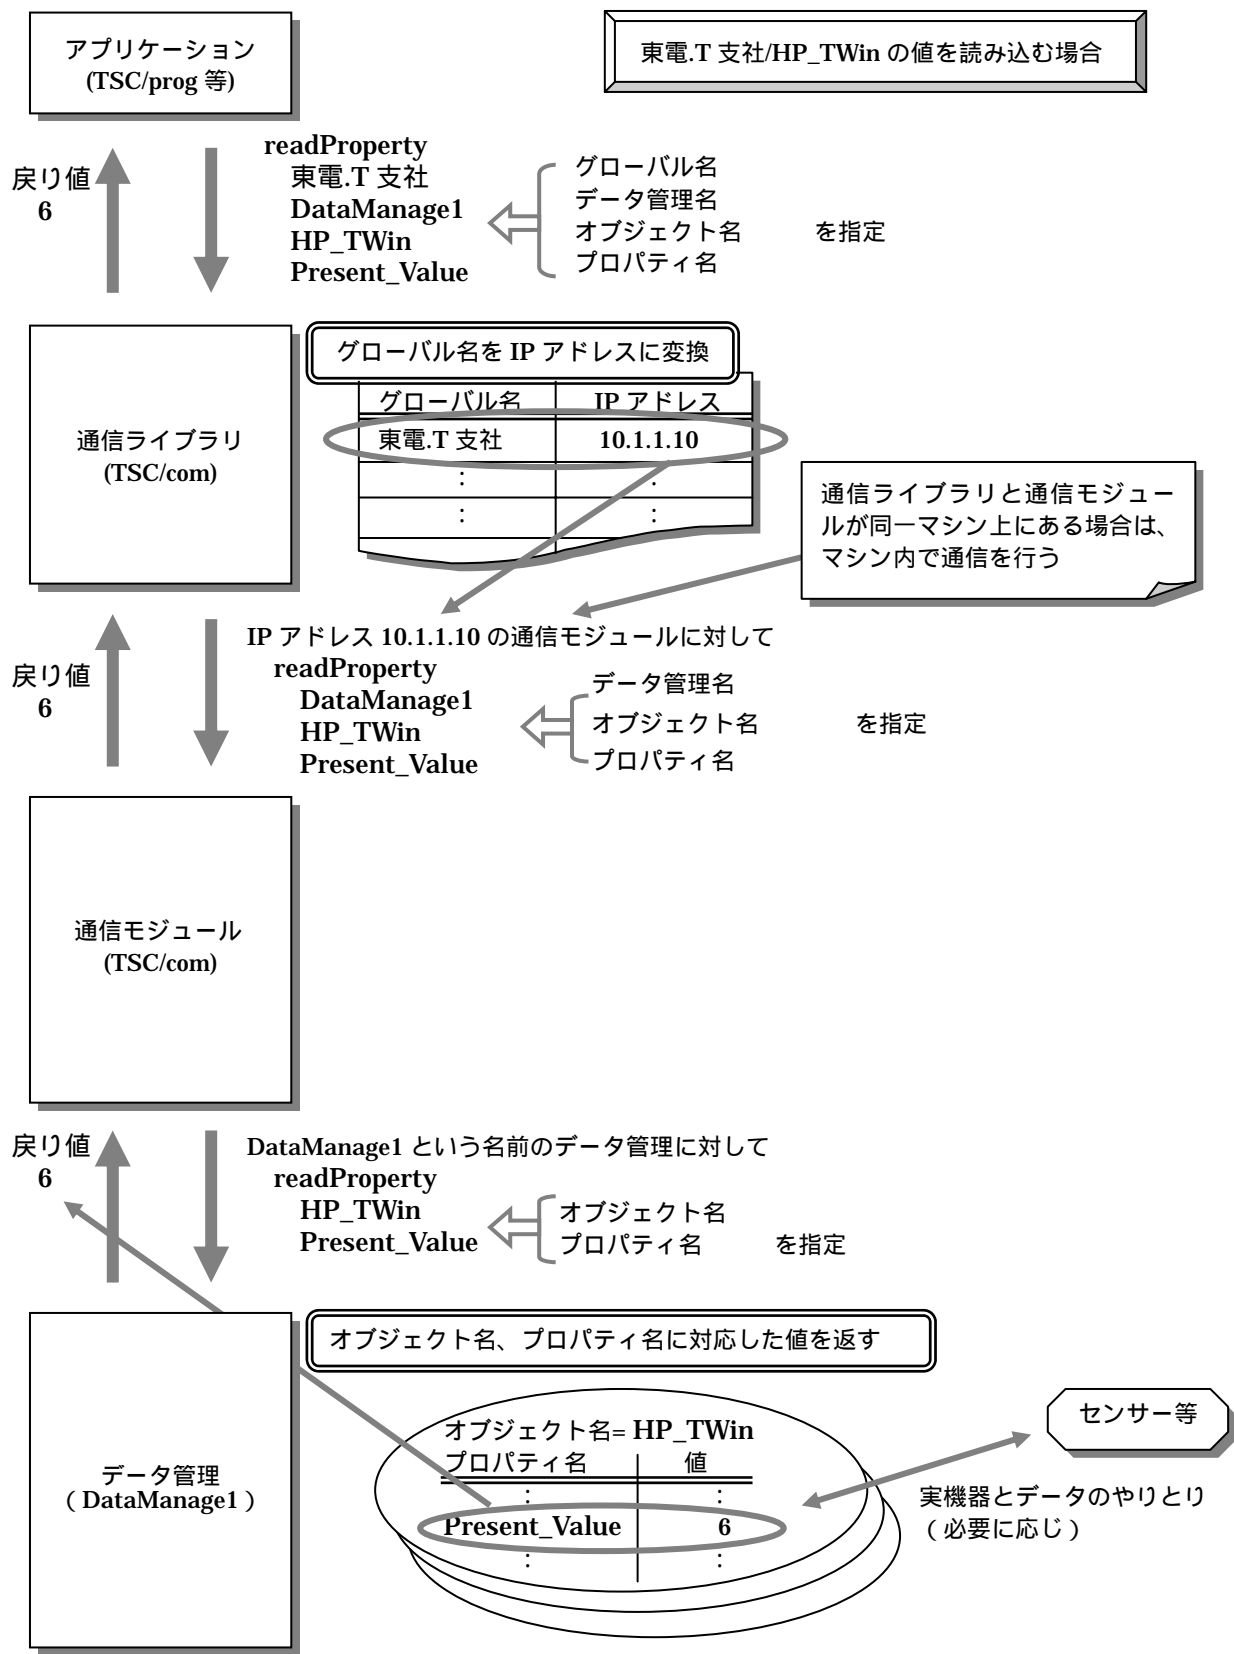 アプリケーション
(TSC/prog 等)
東電.T 支社/HP_TWin の値を読み込む場合
戻り値
6
readProperty
東電.T 支社
DataManage1
HP_TWin
Present_Value
グローバル名
データ管理名
オブジェクト名 を指定
プロパティ名
通信ライブラリ
(TSC/com)
グローバル名を IP アドレスに変換
グローバル名 IP アドレス
東電.T 支社 10.1.1.10
: :
: :
通信ライブラリと通信モジュー
ルが同一マシン上にある場合は、
マシン内で通信を行う
戻り値
6
IP アドレス 10.1.1.10 の通信モジュールに対して
readProperty
DataManage1
HP_TWin
Present_Value
データ管理名
オブジェクト名 を指定
プロパティ名
通信モジュール
(TSC/com)
戻り値
6
DataManage1 という名前のデータ管理に対して
readProperty
HP_TWin
Present_Value
オブジェクト名
プロパティ名 を指定
データ管理
（DataManage1）
オブジェクト名、プロパティ名に対応した値を返す
オブジェクト名= HP_TWin
プロパティ名 値
: :
Present_Value 6
: :
センサー等
実機器とデータのやりとり
（必要に応じ）